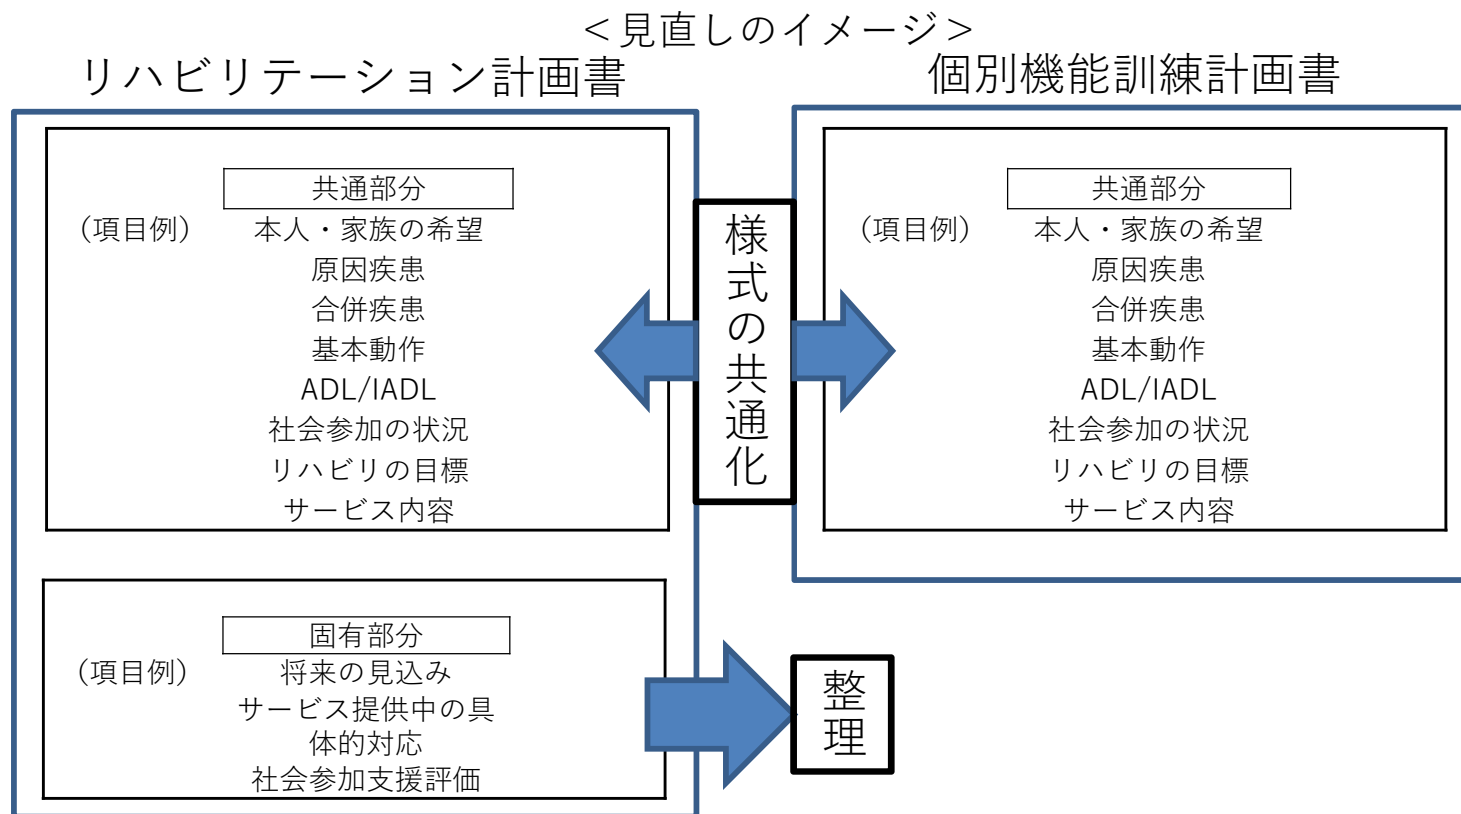 ＜見直しのイメージ＞
リハビリテーション計画書
共通部分
（項目例）
本人・家族の希望
原因疾患
合併疾患
基本動作
ADL/IADL
社会参加の状況
リハビリの目標
サービス内容
固有部分
（項目例）
将来の見込み
サービス提供中の具
体的対応
社会参加支援評価
様式の共通化
整理
個別機能訓練計画書
共通部分
（項目例）
本人・家族の希望
原因疾患
合併疾患
基本動作
ADL/IADL
社会参加の状況
リハビリの目標
サービス内容